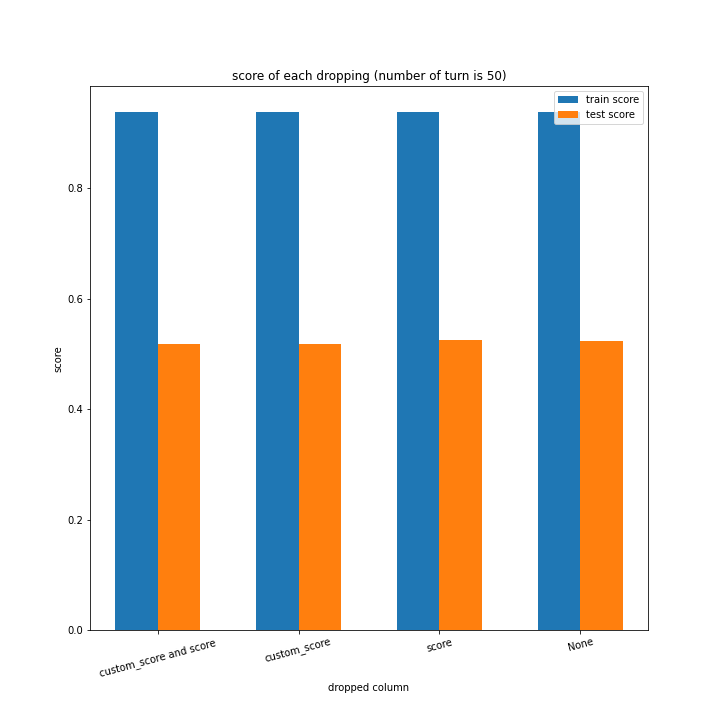 score of each dropping (number of turn is 50)
train score
test score
0.8
0.6
0.4
0.2
0.0
score
custom_score and score
custom_score
score
None
dropped column